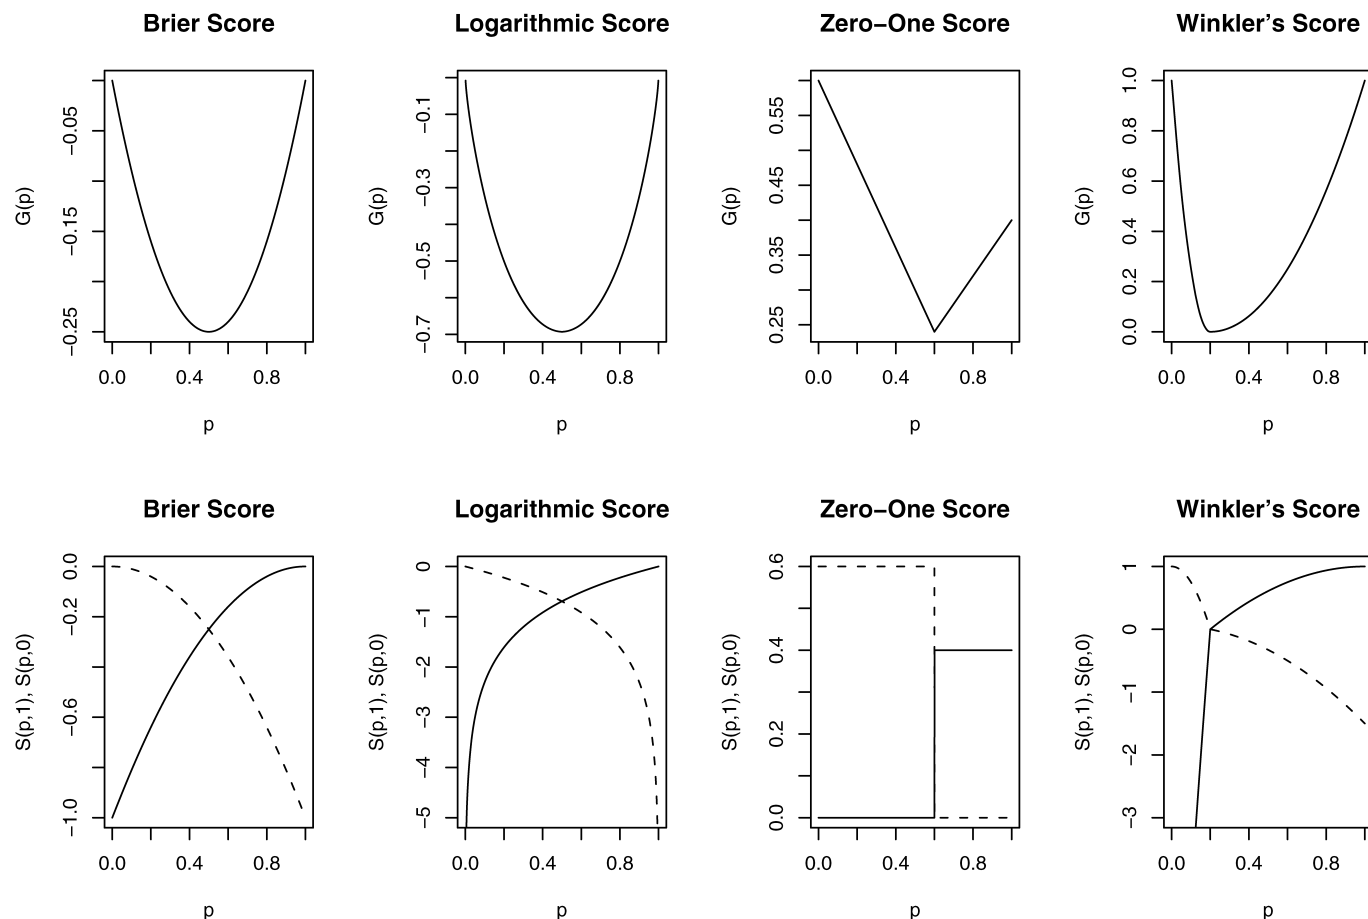 Brier Score
Logarithmic Score
Zero−One Score
Winkler’s Score
G(p)
−0.05
−0.15
−0.25
0.0 0.4 0.8
p
G(p)
−0.1
−0.3
−0.5
−0.7
0.0 0.4 0.8
p
G(p)
0.55
0.45
0.35
0.25
0.0 0.4 0.8
p
G(p)
1.0
0.8
0.6
0.4
0.2
0.0
0.0 0.4 0.8
p
Brier Score
Logarithmic Score
Zero−One Score
Winkler’s Score
S(p,1), S(p,0)
0.0
−0.2
−0.6
−1.0
0.0 0.4 0.8
p
S(p,1), S(p,0)
0
−1
−2
−3
−4
−5
0.0 0.4 0.8
p
S(p,1), S(p,0)
0.6
0.4
0.2
0.0
0.0 0.4 0.8
p
S(p,1), S(p,0)
1
0
−1
−2
−3
0.0 0.4 0.8
p